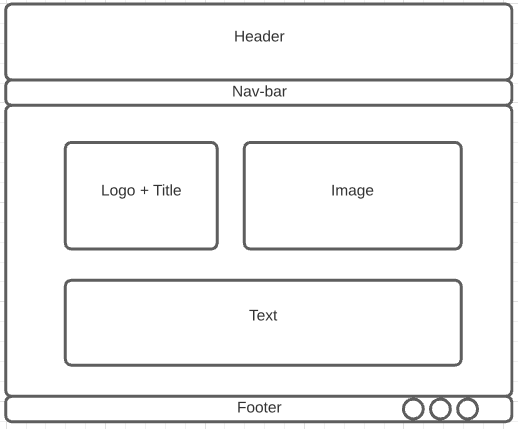 Header
Nav-bar
Logo + Title
Image
Text
Footer